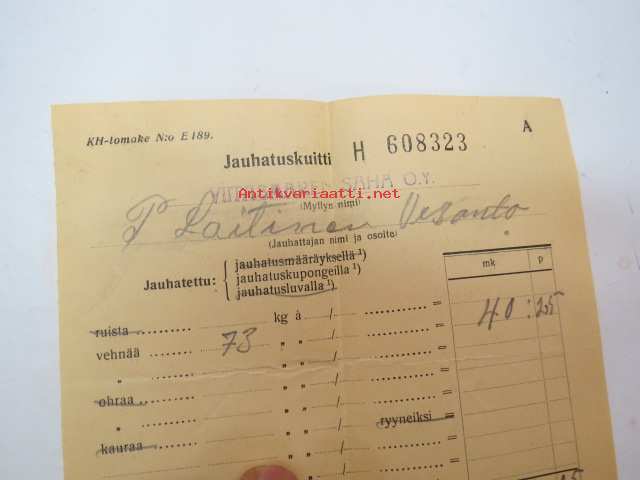 KH-lomake N:o E 189.
A
Jauhatuskuitti H 608323
SAHA O.Y.
Antikvariaatti.net
(Myllyn nimi)
P Laitinen Vesanto
(Jauhattajan nimi ja osoite)
Jauhatettu: { jauhatusmääräyksellä ¹)
jauhatuskupongeilla ¹)
jauhatusluvalla ¹)
mk p
ruista ........ kg à ..../.... = 40:25
vehnää ........ 73 " " ..../.... =
" ........ " " ..../.... =
ohraa ........ " " ..../.... =
" ........ " " ..../.... ryyneiksi =
kauraa ........ " " ..../.... =
" ..../.... =